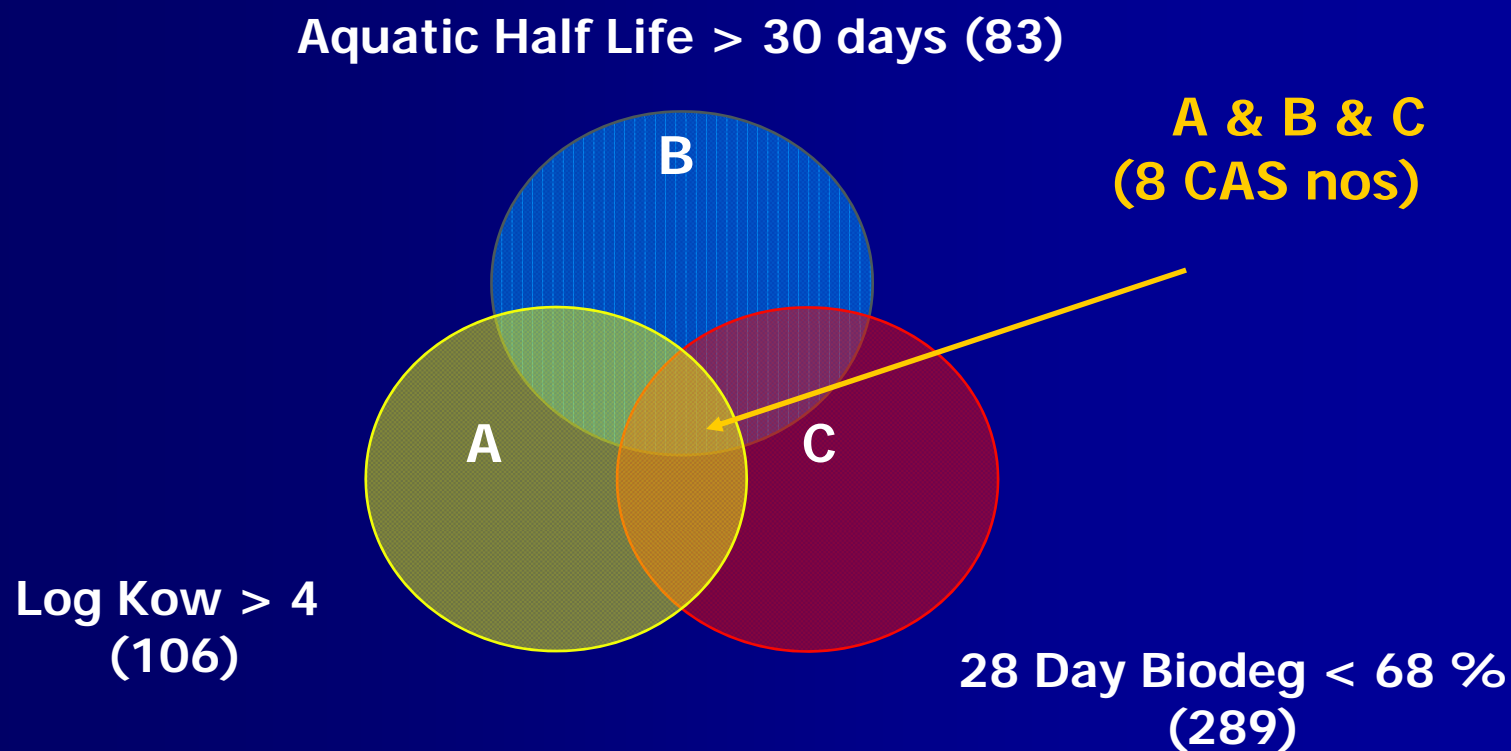 Aquatic Half Life > 30 days (83)
A & B & C
(8 CAS nos)
B
A
C
Log Kow > 4
(106)
28 Day Biodeg < 68 %
(289)